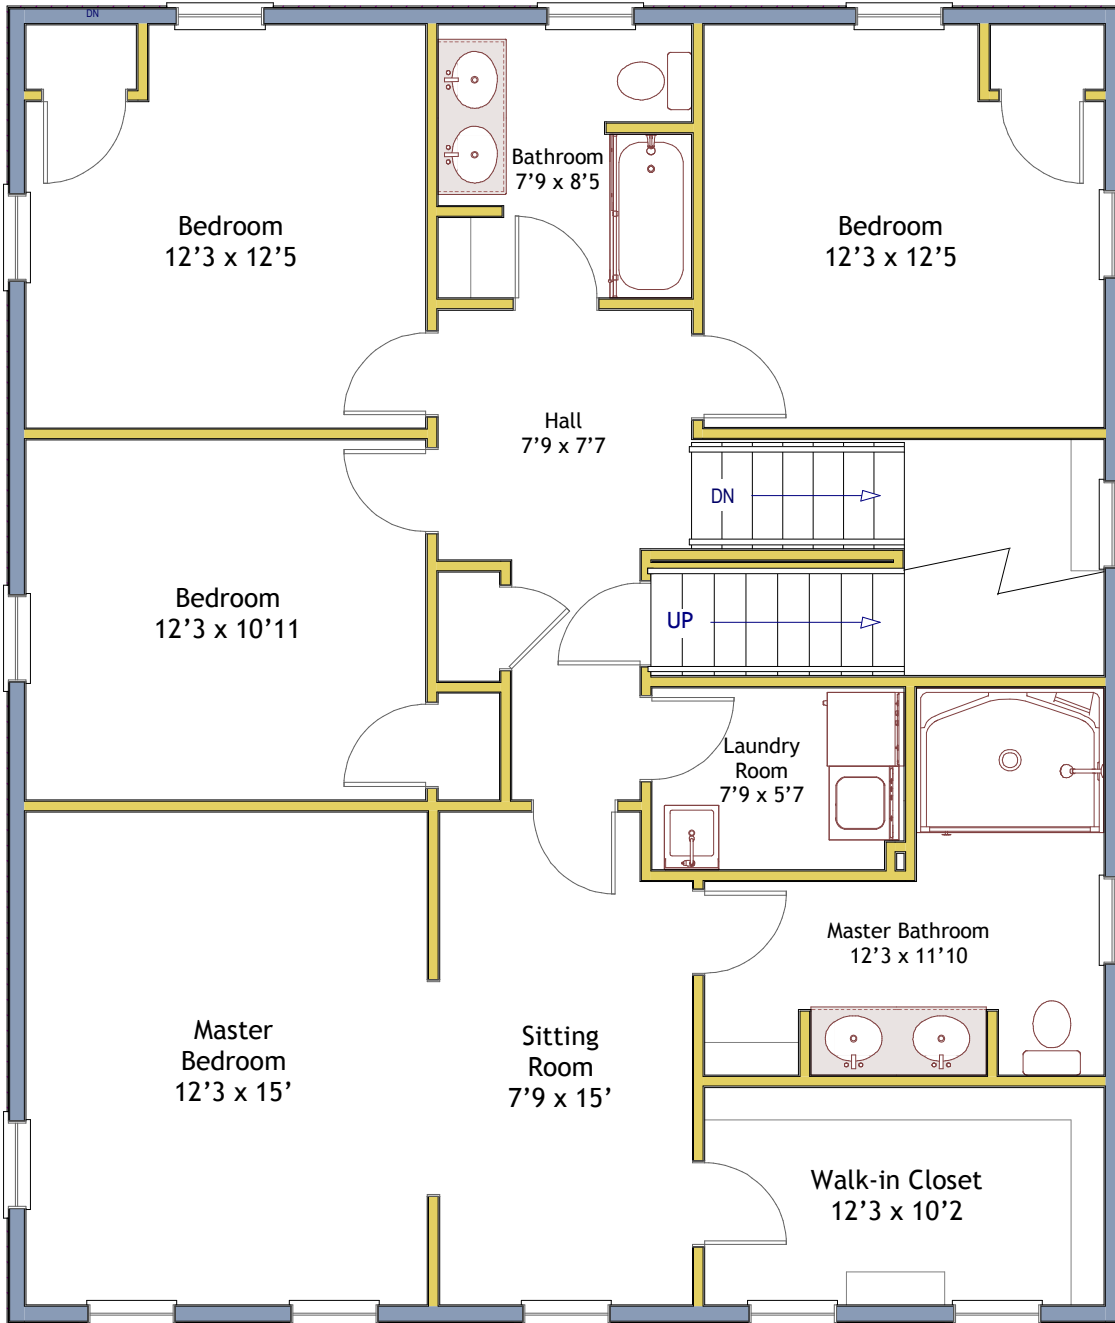 DN
Bedroom
12’3 x 12’5
Bathroom
7’9 x 8’5
Bedroom
12’3 x 12’5
Hall
7’9 x 7’7
DN
Bedroom
12’3 x 10’11
UP
Laundry
Room
7’9 x 5’7
Master Bathroom
12’3 x 11’10
Master
Bedroom
12’3 x 15’
Sitting
Room
7’9 x 15’
Walk-in Closet
12’3 x 10’2